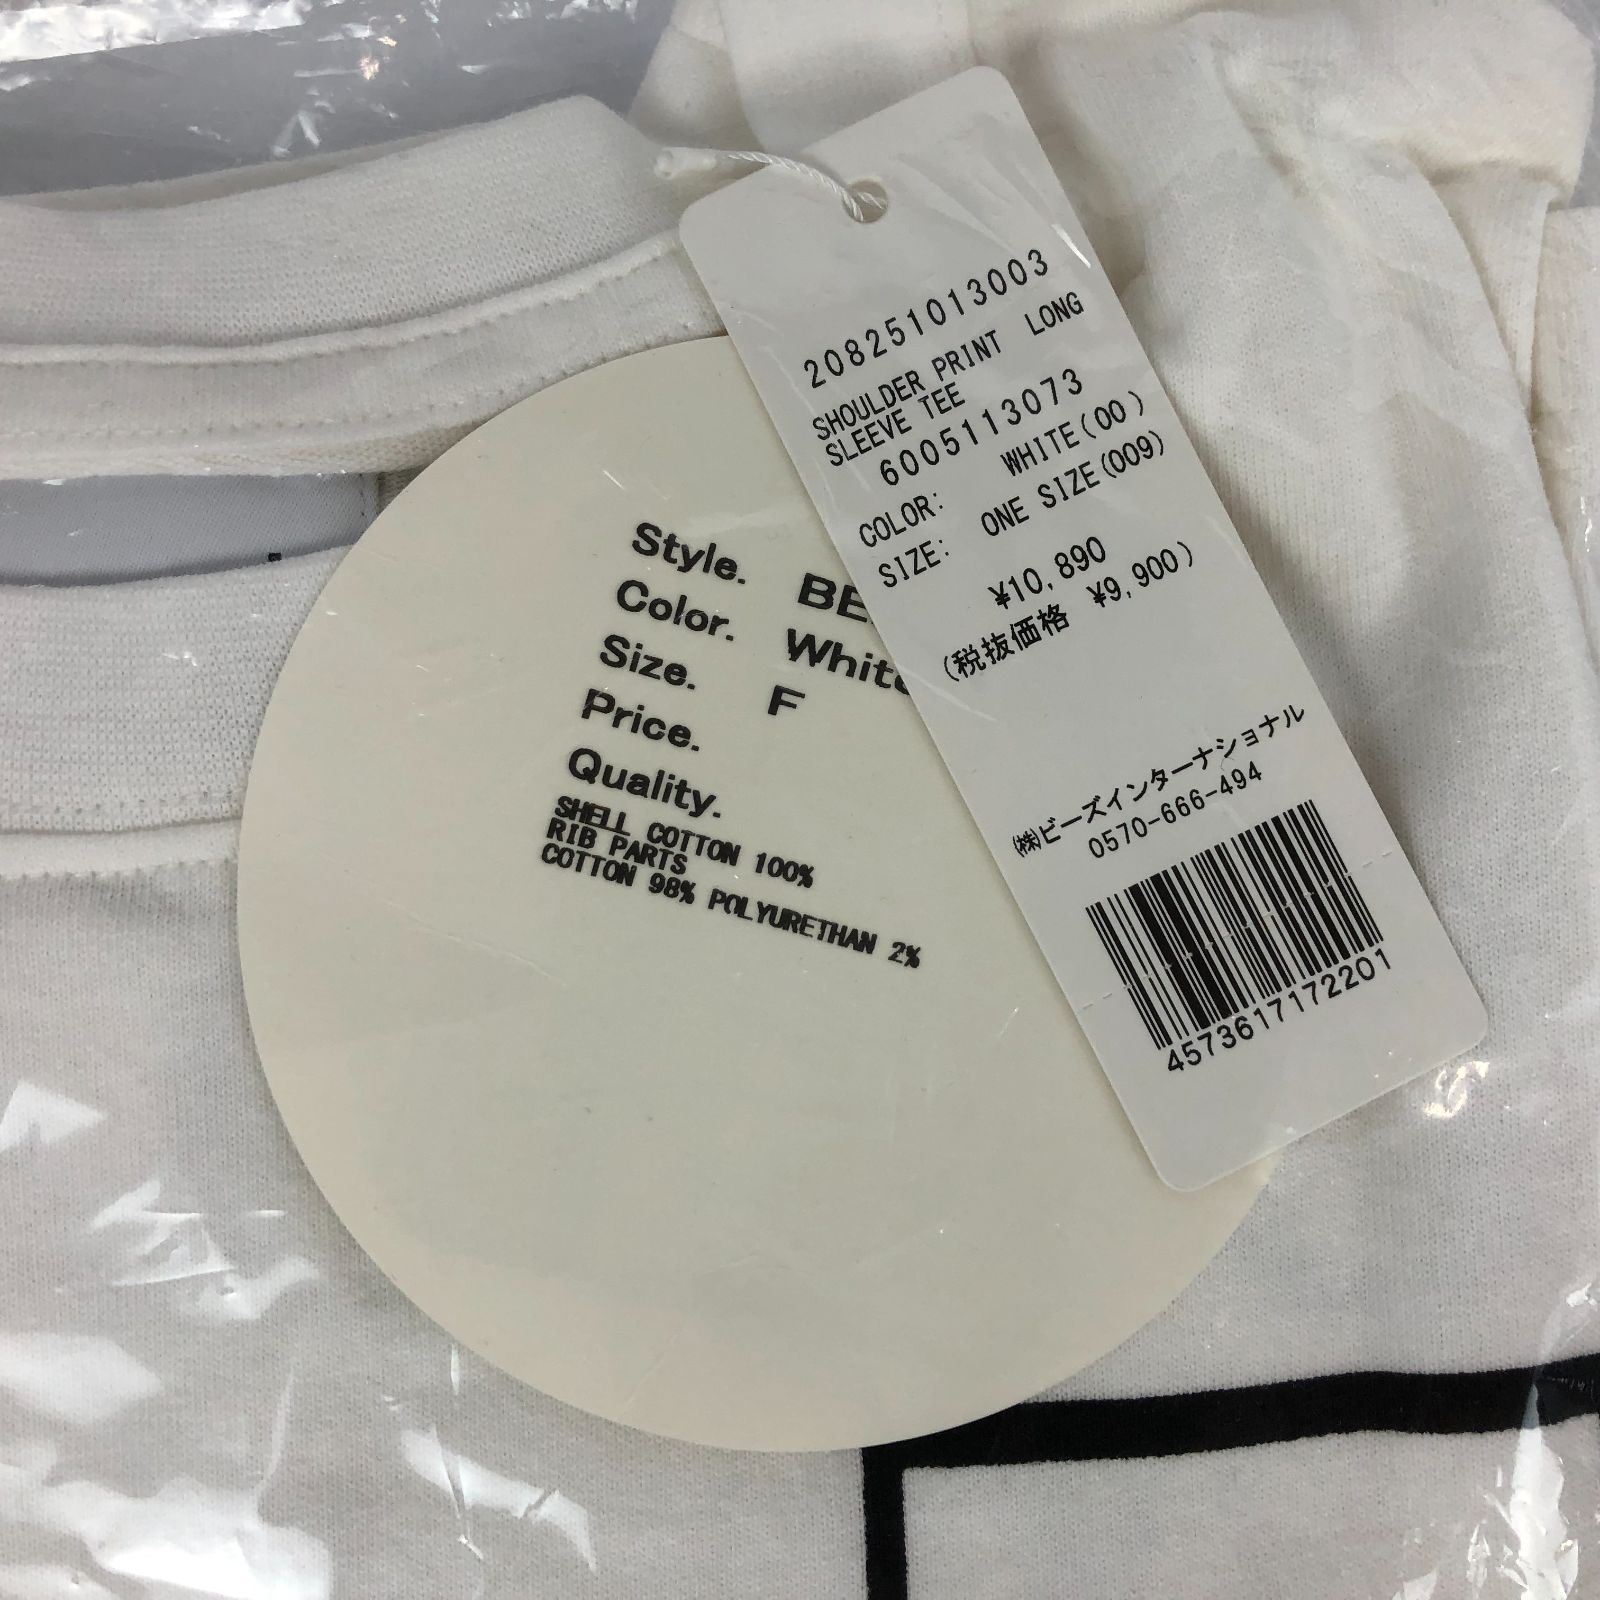 208251013003
SHOULDER PRINT LONG
SLEEVE TEE
6005113073
COLOR: WHITE(00)
SIZE: ONE SIZE(009)
¥10,890
(税抜価格 ¥9,900)
㈱ビーズインターナショナル
0570-666-494
4573617172201
Style.
Color. White
Size. F
Price.
Quality.
SHELL COTTON 100%
RIB PARTS
COTTON 98% POLYURETHAN 2%